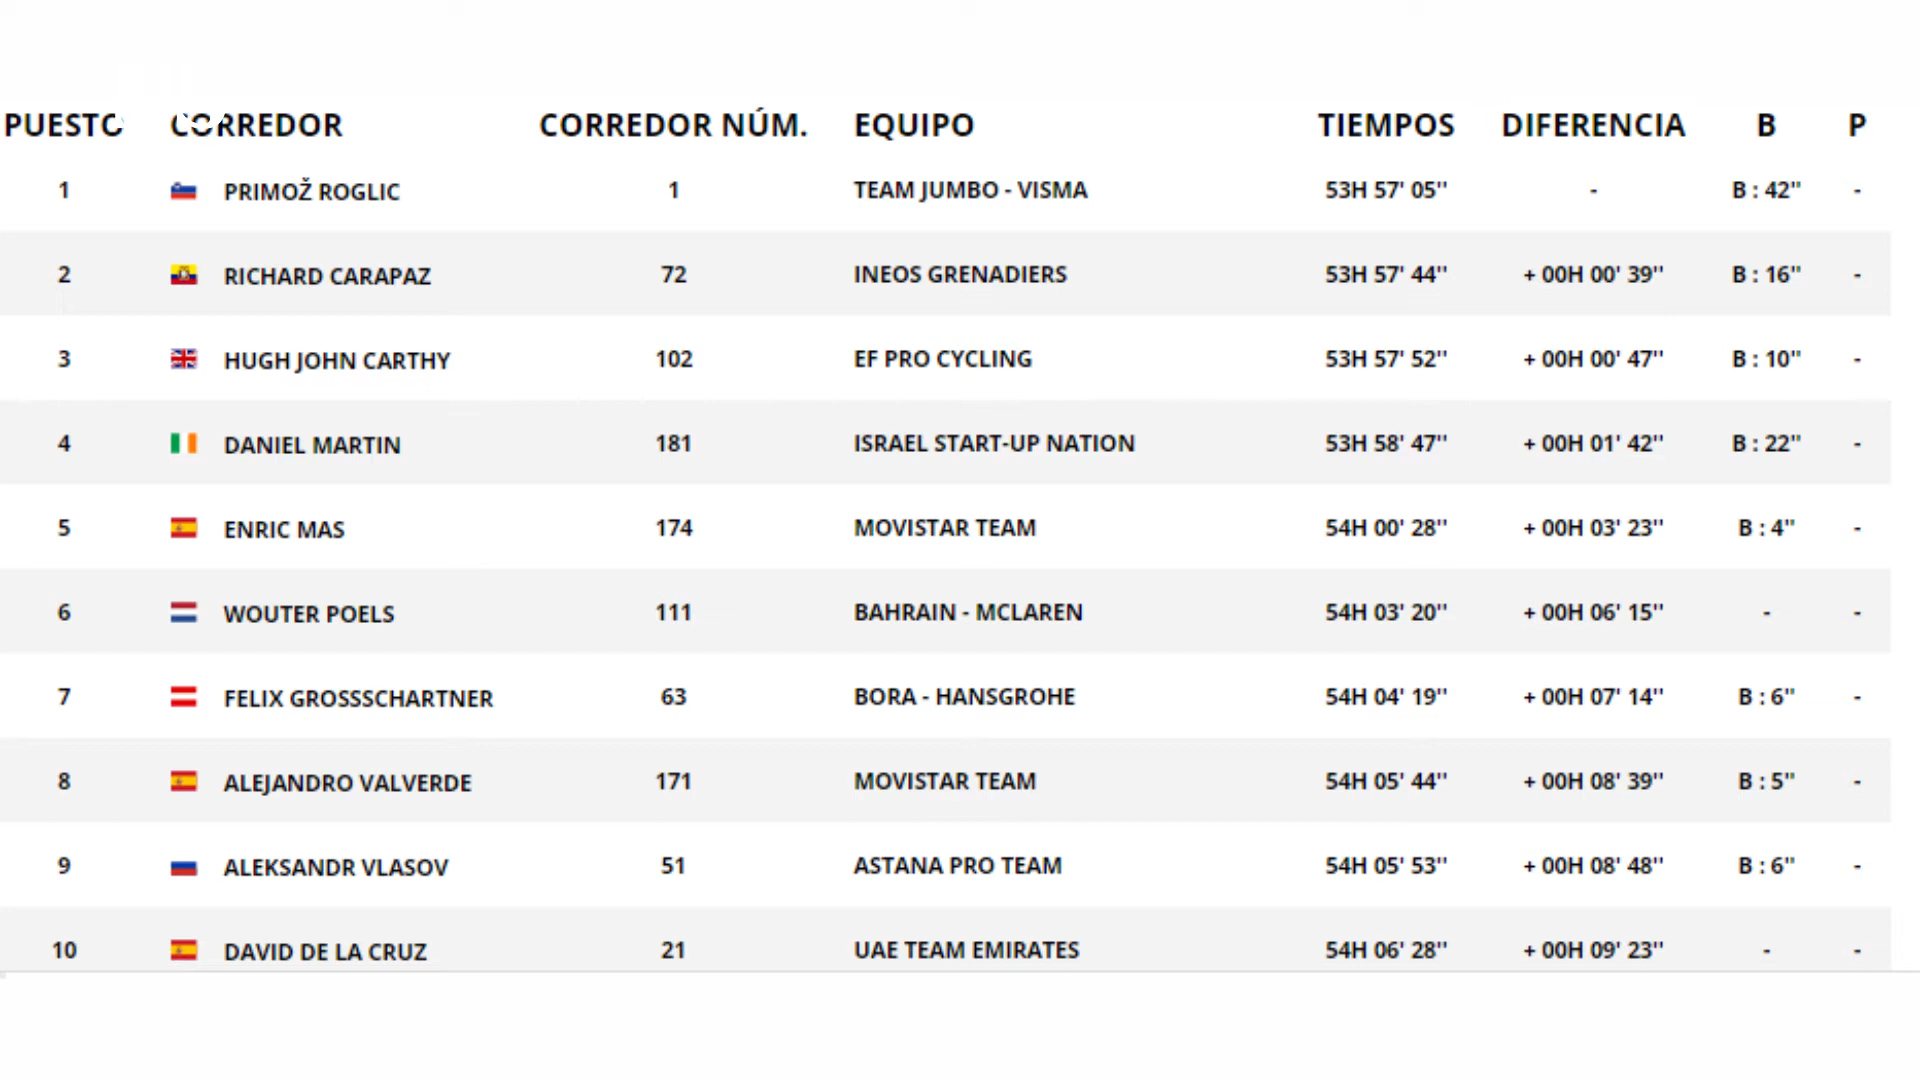 PUESTO CORREDOR CORREDOR NÚM. EQUIPO TIEMPOS DIFERENCIA B P
1 PRIMOŽ ROGLIC 1 TEAM JUMBO - VISMA 53H 57' 05'' - B : 42'' -
2 RICHARD CARAPAZ 72 INEOS GRENADIERS 53H 57' 44'' + 00H 00' 39'' B : 16'' -
3 HUGH JOHN CARTHY 102 EF PRO CYCLING 53H 57' 52'' + 00H 00' 47'' B : 10'' -
4 DANIEL MARTIN 181 ISRAEL START-UP NATION 53H 58' 47'' + 00H 01' 42'' B : 22'' -
5 ENRIC MAS 174 MOVISTAR TEAM 54H 00' 28'' + 00H 03' 23'' B : 4'' -
6 WOUTER POELS 111 BAHRAIN - MCLAREN 54H 03' 20'' + 00H 06' 15'' - -
7 FELIX GROSSSCHARTNER 63 BORA - HANSGROHE 54H 04' 19'' + 00H 07' 14'' B : 6'' -
8 ALEJANDRO VALVERDE 171 MOVISTAR TEAM 54H 05' 44'' + 00H 08' 39'' B : 5'' -
9 ALEKSANDR VLASOV 51 ASTANA PRO TEAM 54H 05' 53'' + 00H 08' 48'' B : 6'' -
10 DAVID DE LA CRUZ 21 UAE TEAM EMIRATES 54H 06' 28'' + 00H 09' 23'' - -